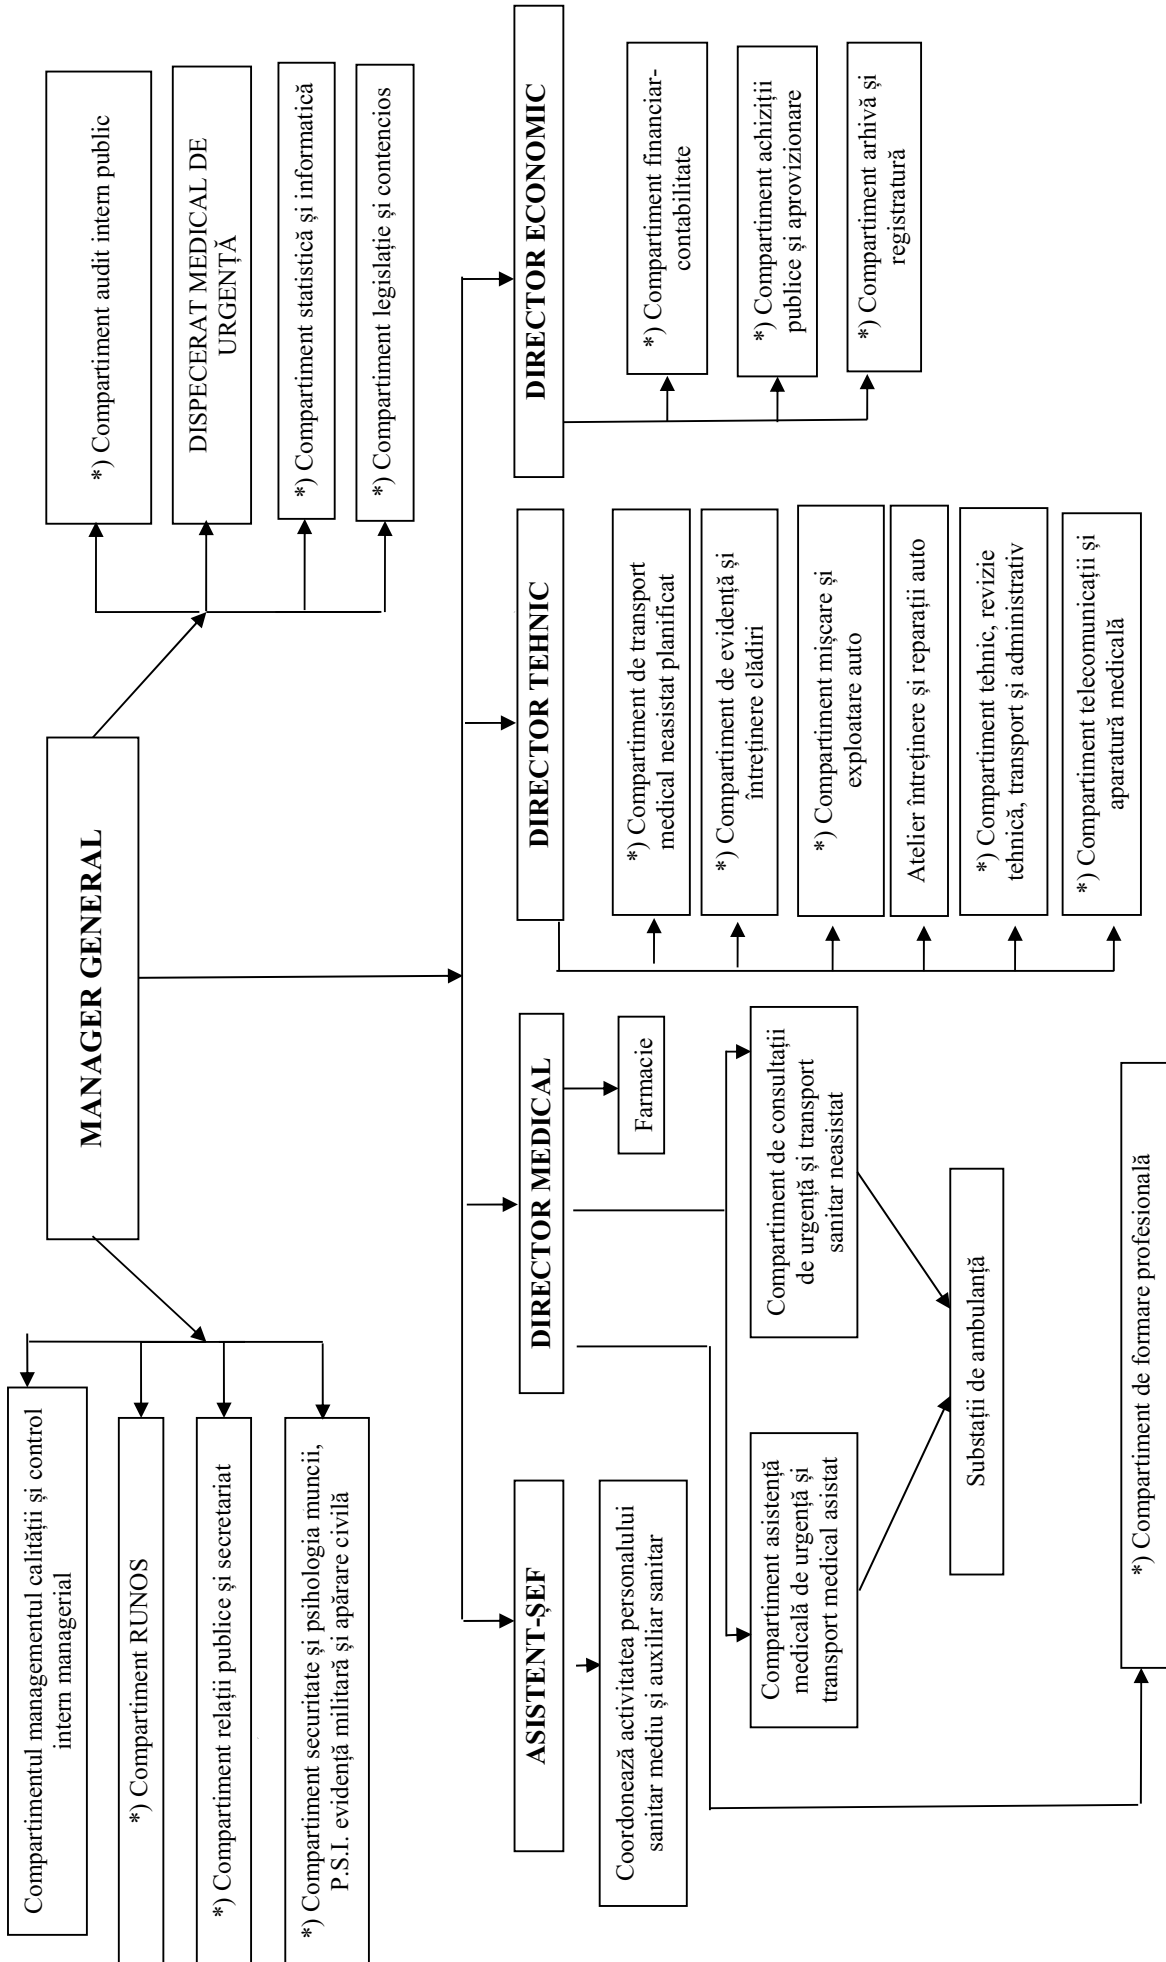 MANAGER GENERAL
Compartimentul managementul calității și control
intern managerial
*) Compartiment RUNOS
*) Compartiment relații publice și secretariat
*) Compartiment securitate și psihologia muncii,
P.S.I. evidență militară și apărare civilă
*) Compartiment audit intern public
DISPECERAT MEDICAL DE
URGENȚĂ
*) Compartiment statistică și informatică
*) Compartiment legislație și contencios
ASISTENT-ȘEF
Coordonează activitatea personalului
sanitar mediu și auxiliar sanitar
DIRECTOR MEDICAL
Farmacie
Compartiment asistență
medicală de urgență și
transport medical asistat
Compartiment de consultații
de urgență și transport
sanitar neasistat
Substații de ambulanță
*) Compartiment de formare profesională
DIRECTOR TEHNIC
*) Compartiment de transport
medical neasistat planificat
*) Compartiment de evidență și
întreținere clădiri
*) Compartiment mișcare și
exploatare auto
Atelier întreținere și reparații auto
*) Compartiment tehnic, revizie
tehnică, transport și administrativ
*) Compartiment telecomunicații și
aparatură medicală
DIRECTOR ECONOMIC
*) Compartiment financiar-
contabilitate
*) Compartiment achiziții
publice și aprovizionare
*) Compartiment arhivă și
registratură